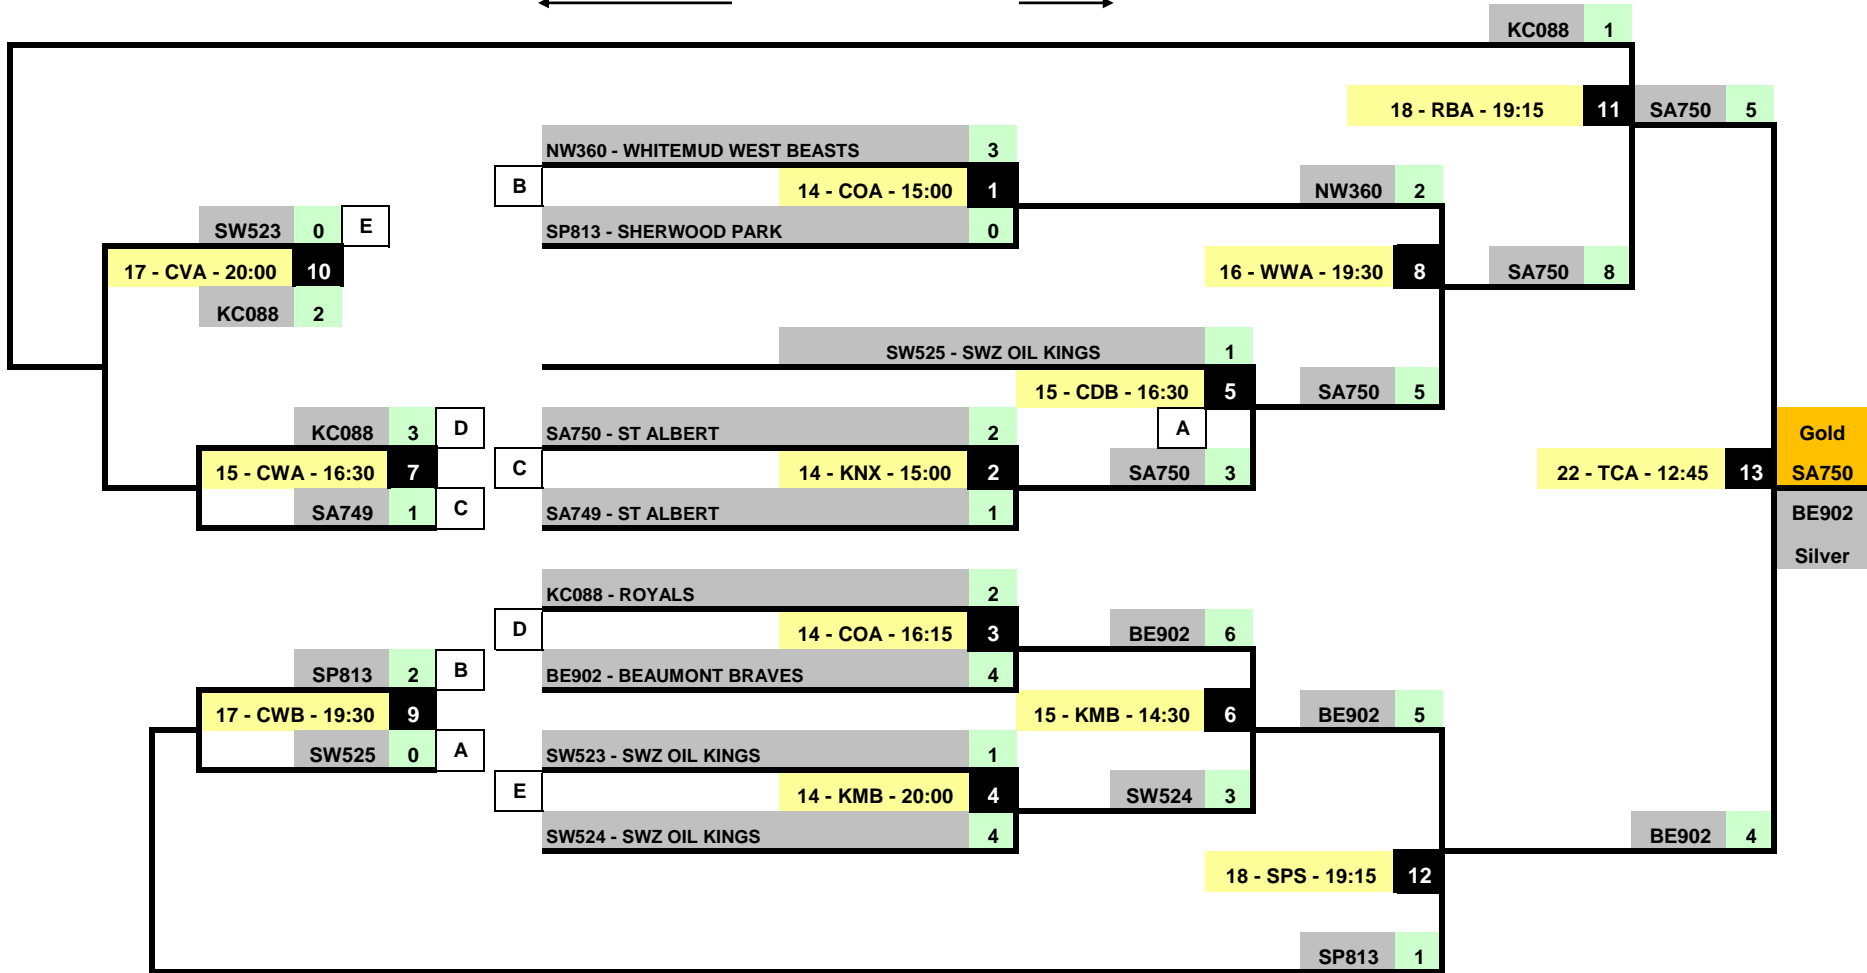 KC088 1
18 - RBA - 19:15 11 SA750 5
NW360 - WHITEMUD WEST BEASTS 3
B 14 - COA - 15:00 1 NW360 2
SW523 0 E SP813 - SHERWOOD PARK 0
17 - CVA - 20:00 10 16 - WWA - 19:30 8 SA750 8
KC088 2
SW525 - SWZ OIL KINGS 1
15 - CDB - 16:30 5 SA750 5
KC088 3 D SA750 - ST ALBERT 2 A Gold
15 - CWA - 16:30 7 C 14 - KNX - 15:00 2 SA750 3 22 - TCA - 12:45 13 SA750
SA749 1 C SA749 - ST ALBERT 1 BE902
Silver
KC088 - ROYALS 2
D 14 - COA - 16:15 3 BE902 6
SP813 2 B BE902 - BEAUMONT BRAVES 4
17 - CWB - 19:30 9 15 - KMB - 14:30 6 BE902 5
SW525 0 A SW523 - SWZ OIL KINGS 1
E 14 - KMB - 20:00 4 SW524 3
SW524 - SWZ OIL KINGS 4 BE902 4
18 - SPS - 19:15 12
SP813 1